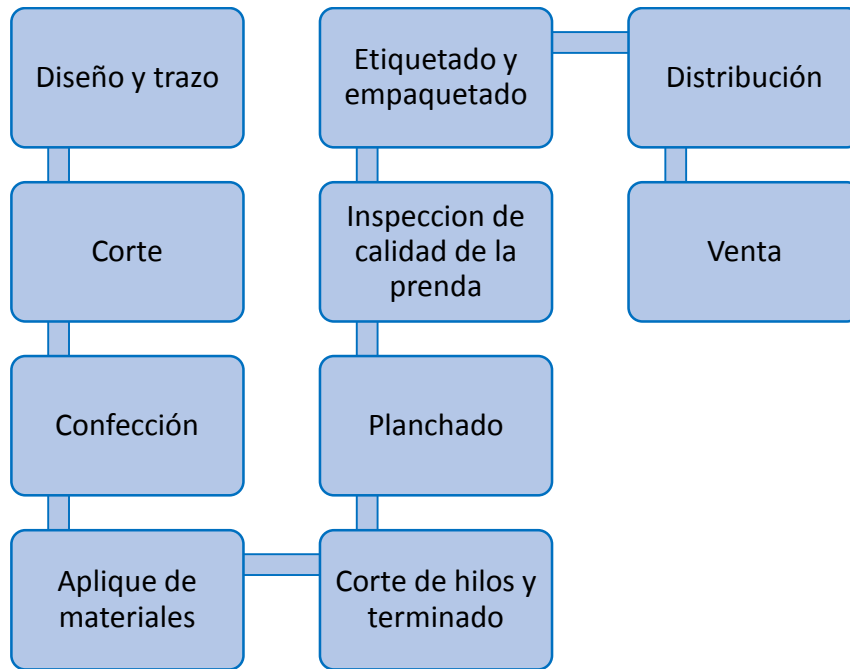 Diseño y trazo
Corte
Confección
Aplique de
materiales
Corte de hilos y
terminado
Planchado
Inspeccion de
calidad de la
prenda
Etiquetado y
empaquetado
Distribución
Venta